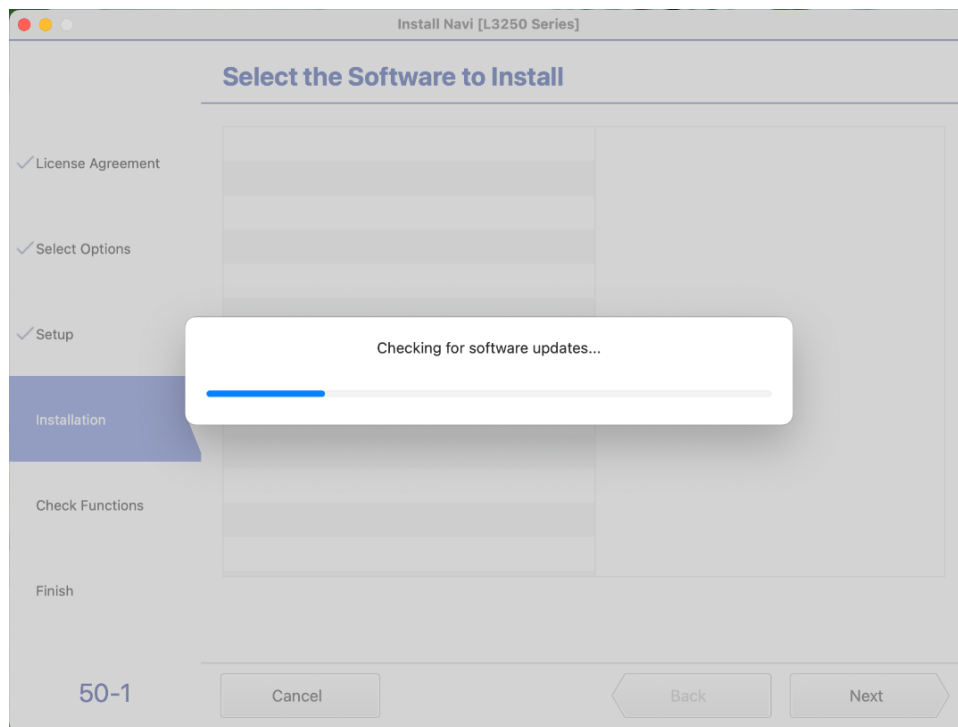 Install Navi [L3250 Series]
Select the Software to Install
License Agreement
Select Options
Setup
Checking for software updates...
Installation
Check Functions
Finish
50-1
Cancel
Back
Next